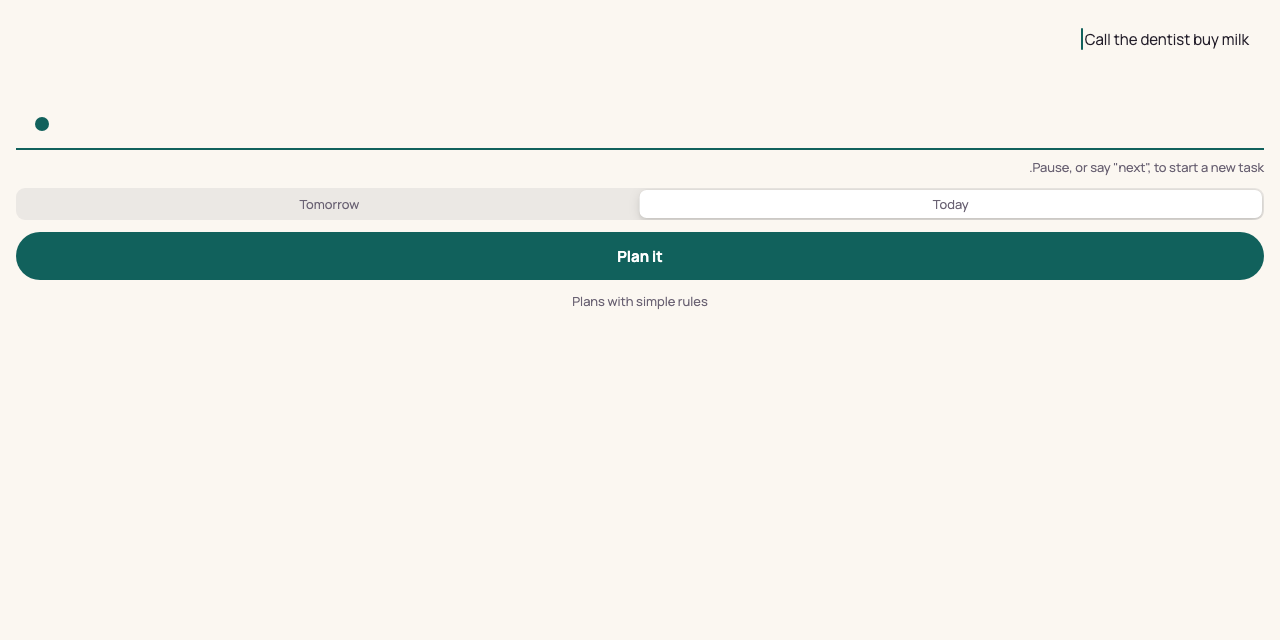 Call the dentist buy milk
.Pause, or say "next", to start a new task
Today
Tomorrow
Plan it
Plans with simple rules